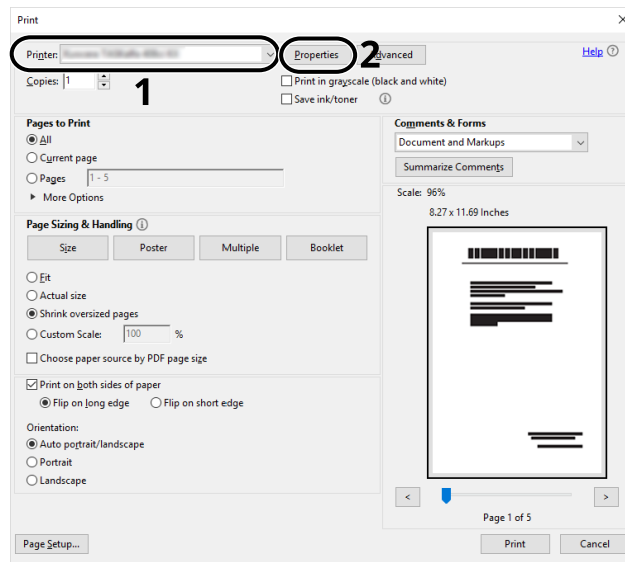 Print
Printer:
Properties
2
Advanced
Help
Copies: 1
1
Print in grayscale (black and white)
Save ink/toner
Pages to Print
All
Current page
Pages 1 - 5
More Options
Page Sizing & Handling
Size Poster Multiple Booklet
Fit
Actual size
Shrink oversized pages
Custom Scale: 100 %
Choose paper source by PDF page size
Print on both sides of paper
Flip on long edge Flip on short edge
Orientation:
Auto portrait/landscape
Portrait
Landscape
Comments & Forms
Document and Markups
Summarize Comments
Scale: 96%
8.27 x 11.69 Inches
< >
Page 1 of 5
Page Setup...
Print Cancel